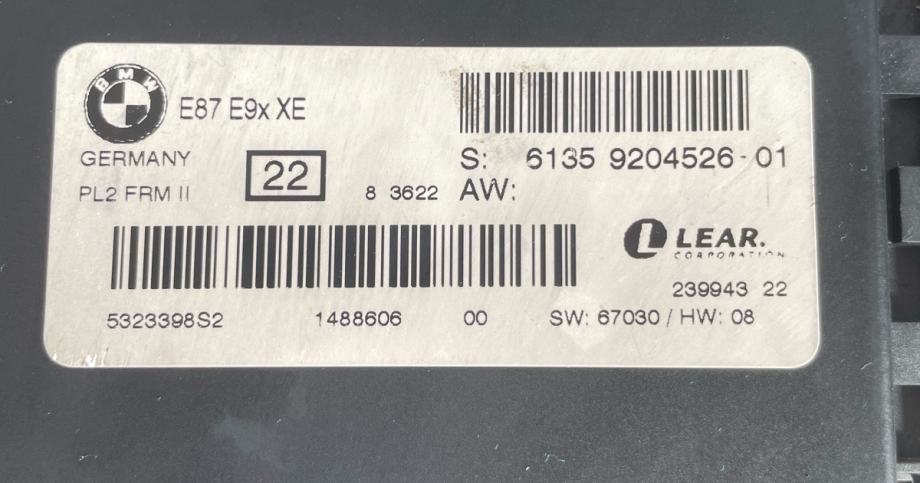 BMW
E87 E9x XE
GERMANY
22
PL2 FRM II
8 3622
S: 6135 9204526-01
AW:
LEAR.
CORPORATION
239943 22
5323398S2 1488606 00 SW: 67030 / HW: 08